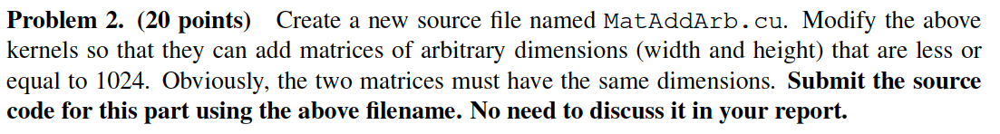 Problem 2. (20 points) Create a new source file named MatAddArb.cu. Modify the above
kernels so that they can add matrices of arbitrary dimensions (width and height) that are less or
equal to 1024. Obviously, the two matrices must have the same dimensions. Submit the source
code for this part using the above filename. No need to discuss it in your report.